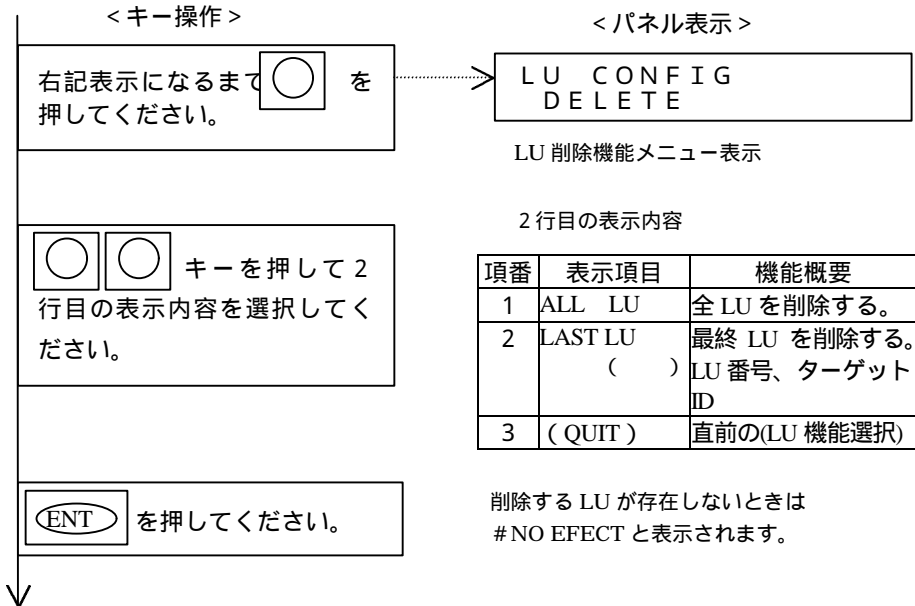 <キー操作>
<パネル表示>
右記表示になるまで ○ を
押してください。
LU CONFIG
DELETE
LU 削除機能メニュー表示
○ ○ キーを押して2
行目の表示内容を選択してく
ださい。
2行目の表示内容
項番 表示項目 機能概要
1 ALL LU 全 LU を削除する。
2 LAST LU 最終 LU を削除する。
( ) LU 番号、ターゲット
ID
3 (QUIT) 直前の(LU 機能選択)
ENT を押してください。
削除する LU が存在しないときは
#NO EFECT と表示されます。